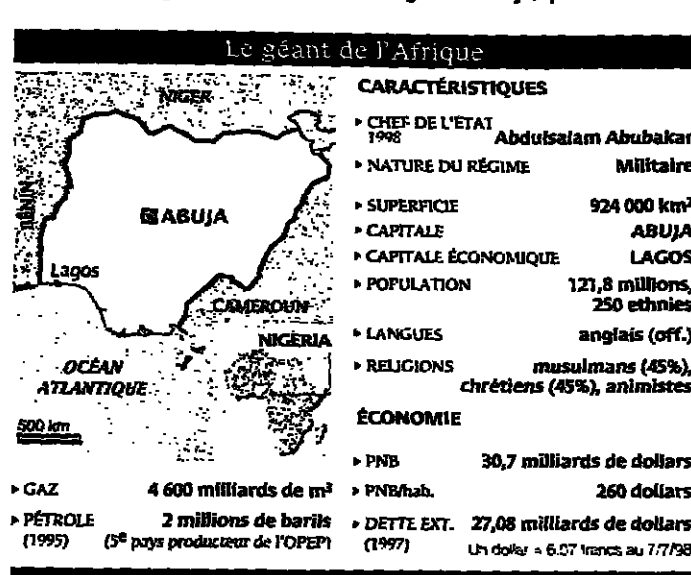 Le géant de l'Afrique
NIGER
BÉNIN
ABUJA
Lagos
CAMEROUN
NIGERIA
OCÉAN
ATLANTIQUE
500 km
CARACTÉRISTIQUES
▸ CHEF DE L'ÉTAT
1998 Abdulsalam Abubakar
▸ NATURE DU RÉGIME Militaire
▸ SUPERFICIE 924 000 km²
▸ CAPITALE ABUJA
▸ CAPITALE ÉCONOMIQUE LAGOS
▸ POPULATION 121,8 millions,
250 ethnies
▸ LANGUES anglais (off.)
▸ RELIGIONS musulmans (45%),
chrétiens (45%), animistes
ÉCONOMIE
▸ PNB 30,7 milliards de dollars
▸ GAZ 4 600 milliards de m³
▸ PNB/hab. 260 dollars
▸ PÉTROLE 2 millions de barils
(1995) (5e pays producteur de l'OPEP)
▸ DETTE EXT. 27,08 milliards de dollars
(1997) Un dollar = 6.07 francs au 7/7/98